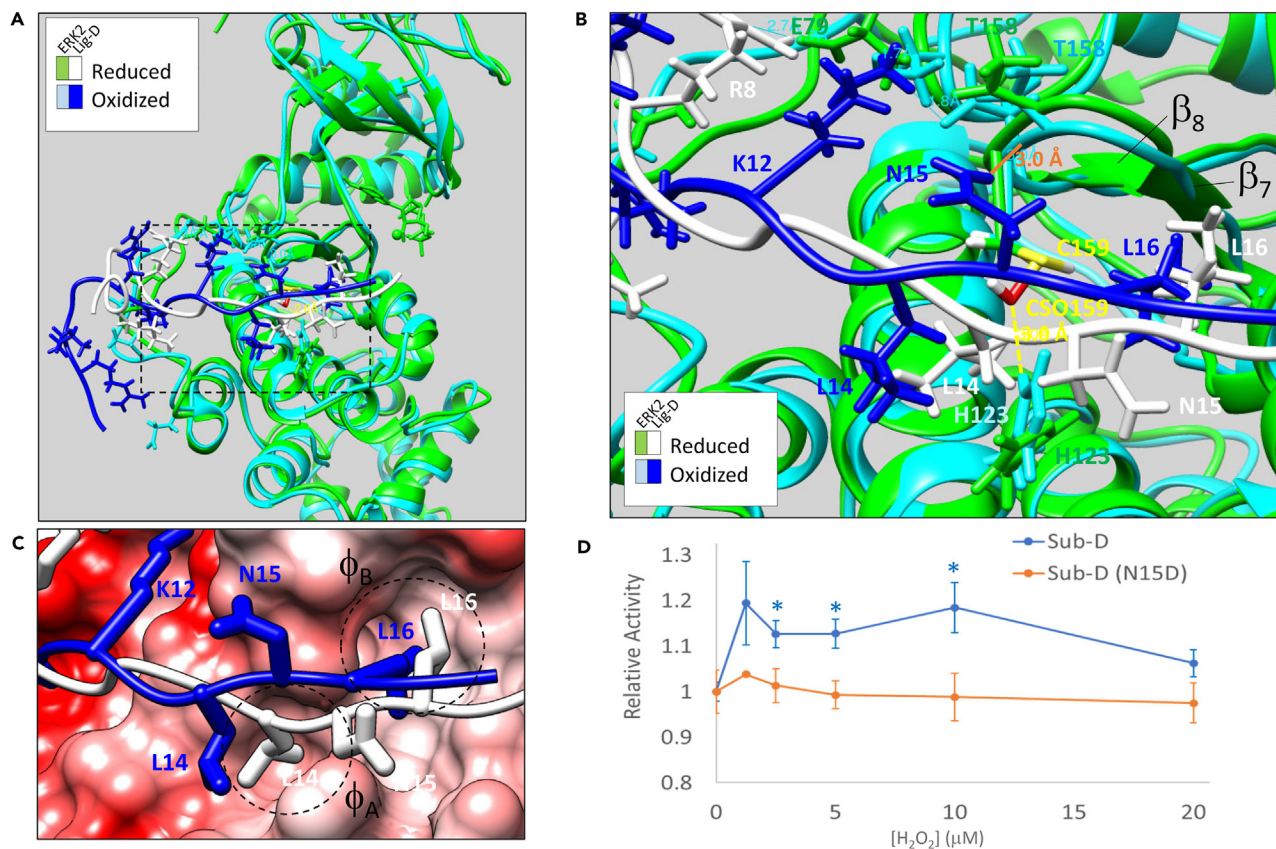 A
ERK2
Lig-D
Reduced
Oxidized
B
2.7
E79
T158
T158
R8
1.8Å
β8
K12
N15
3.0 Å
β7
C159
L16
L16
CSO159
3.0 Å
L14
L14
H123
N15
H123
ERK2
Lig-D
Reduced
Oxidized
C
K12
N15
ϕB
L16
L16
L14
L14
N15
ϕA
D
Sub-D
Sub-D (N15D)
Relative Activity
1.3
1.2
1.1
1
0.9
0.8
* * *
0 5 10 15 20
[H₂O₂] (μM)